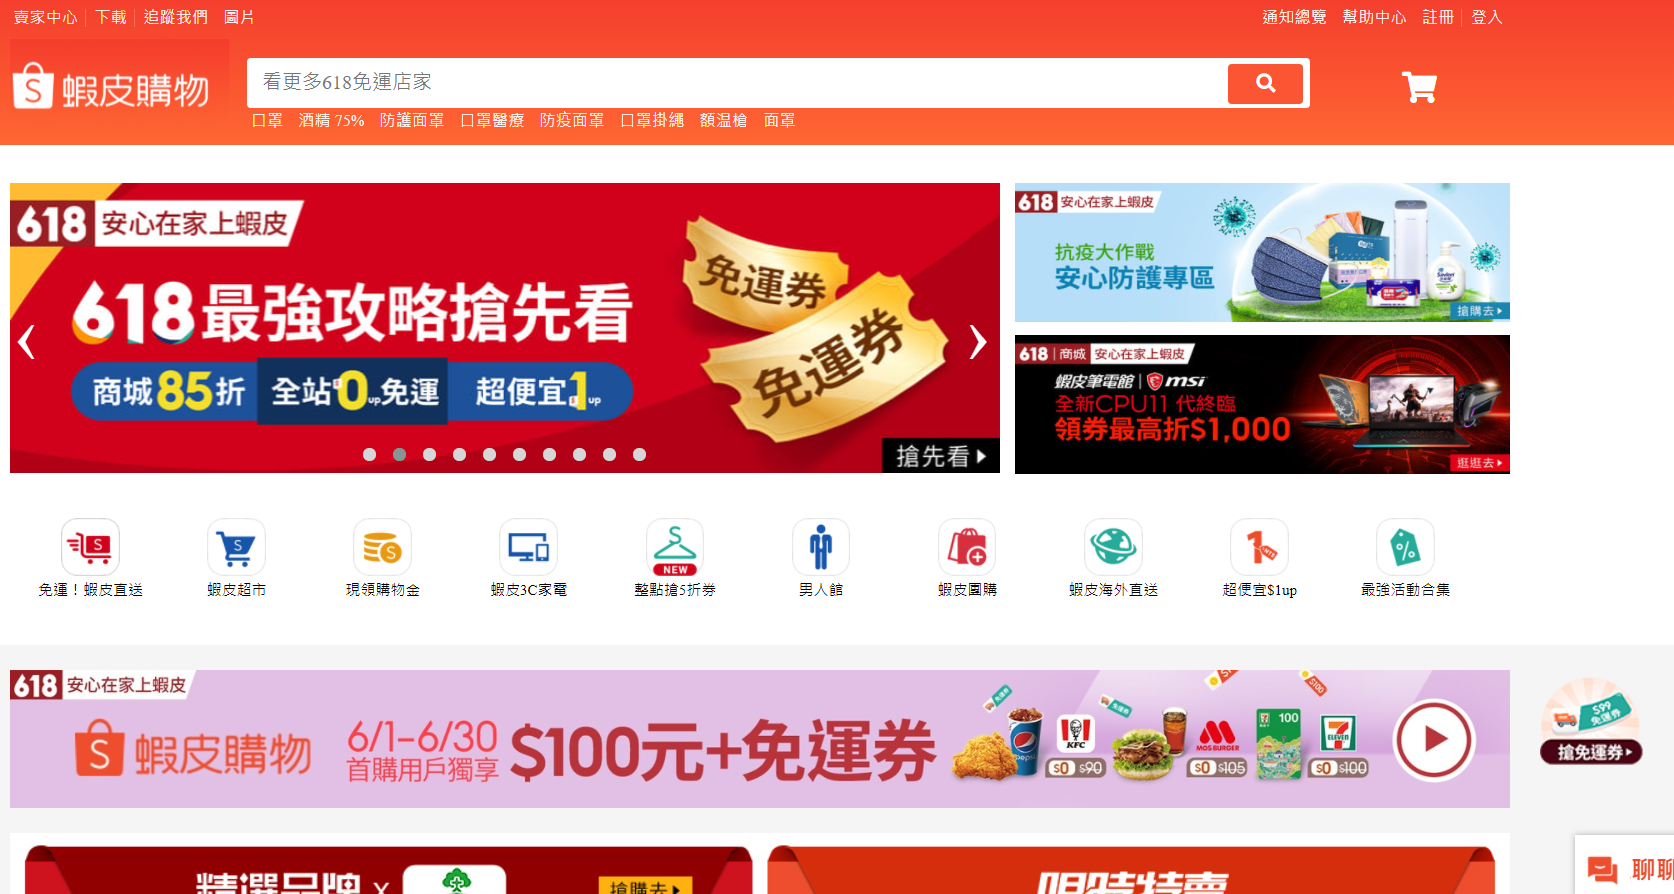 賣家中心 下載 追蹤我們 圖片
通知總覽 幫助中心 註冊 登入
S 蝦皮購物
看更多618免運店家
口罩 酒精 75% 防護面罩 口罩醫療 防疫面罩 口罩掛繩 額温槍 面罩
618 安心在家上蝦皮
618最強攻略搶先看
商城85折 全站$0up免運 超便宜$1up
免運券
免運券
搶先看
618 安心在家上蝦皮
抗疫大作戰
安心防護專區
搶購去
618 商城 安心在家上蝦皮
蝦皮筆電館 msi
全新CPU11 代終臨
領券最高折$1,000
逛逛去
NEW
免運！蝦皮直送 蝦皮超市 現領購物金 蝦皮3C家電 整點搶5折券 男人館 蝦皮團購 蝦皮海外直送 超便宜$1up 最強活動合集
618 安心在家上蝦皮
S 蝦皮購物
6/1-6/30
首購用戶獨享
$100元+免運券
pepsi
KFC
$0 $90
MOS BURGER
$0 $105
100
7 ELEVEN
$0 $100
$99
免運券
搶免運券
精選品牌 x
搶購去
限時特賣
聊聊